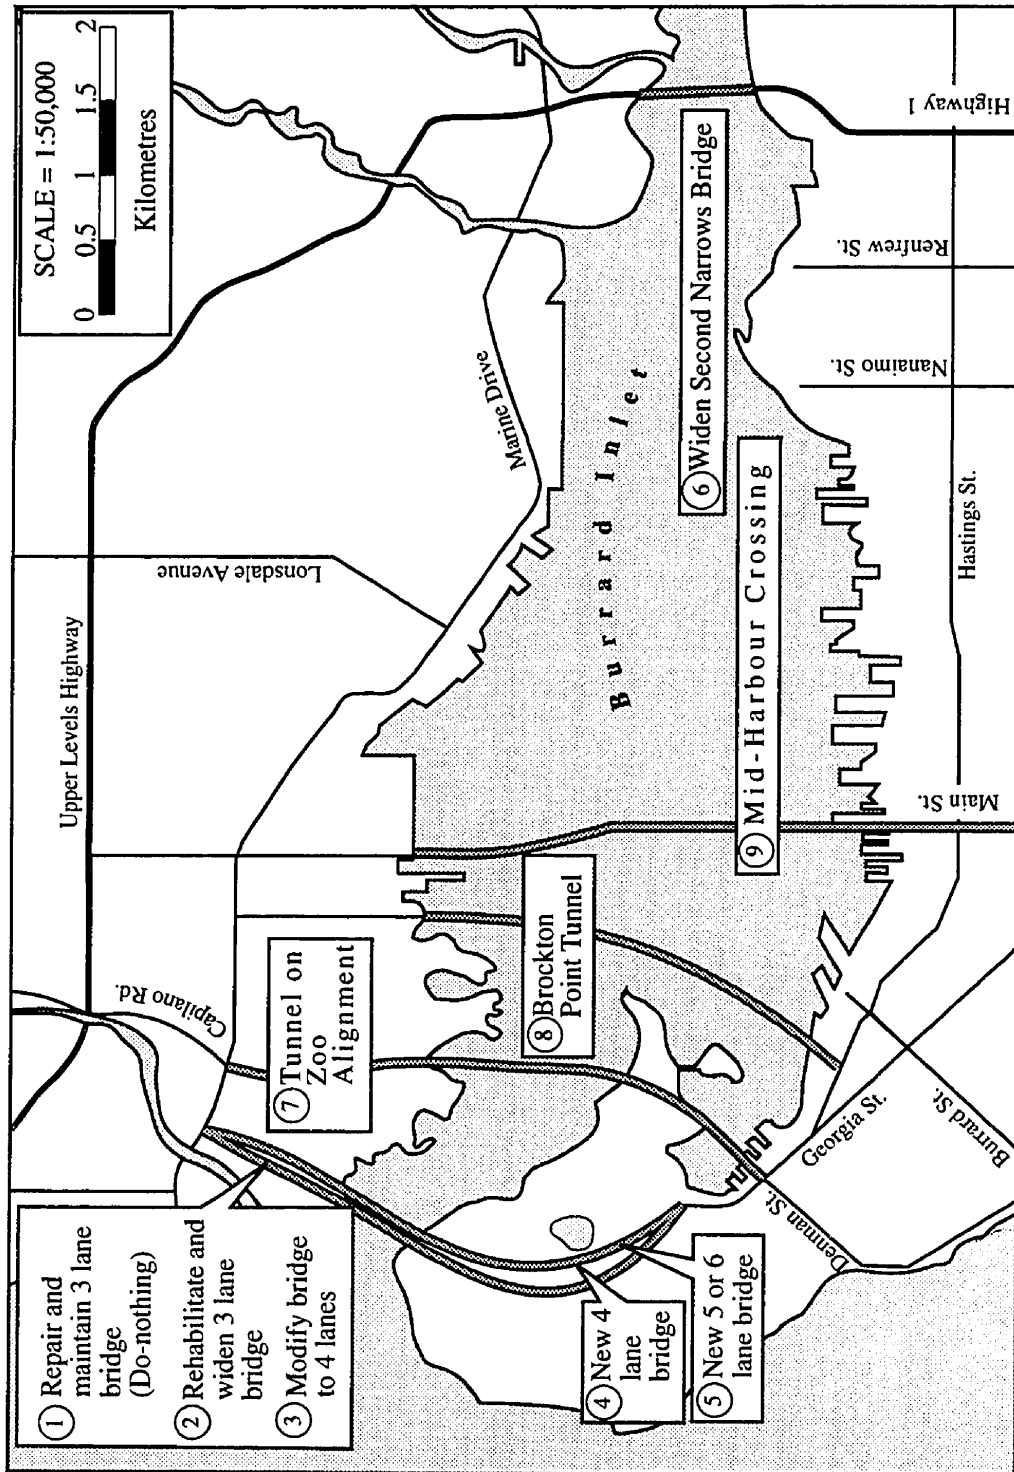 SCALE = 1:50,000
0 0.5 1 1.5 2
Kilometres
Upper Levels Highway
Capilano Rd.
Lonsdale Avenue
Marine Drive
Highway
1
① Repair and
maintain 3 lane
bridge
(Do-nothing)
② Rehabilitate and
widen 3 lane
bridge
③ Modify bridge
to 4 lanes
⑦ Tunnel on
Zoo
Alignment
⑧ Brockton
Point Tunnel
Burrard Inlet
⑥ Widen Second Narrows Bridge
⑨ Mid-Harbour Crossing
④ New 4
lane
bridge
⑤ New 5 or 6
lane bridge
Denman St.
Georgia St.
Burrard St.
Main St.
Hastings St.
Nanaimo St.
Renfrew St.